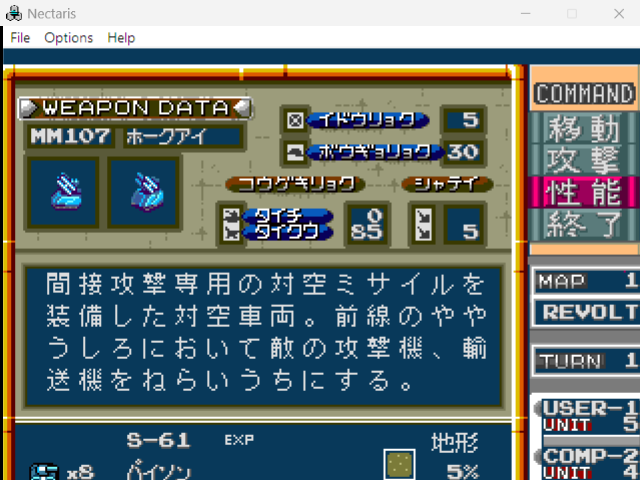 Nectaris
File Options Help
WEAPON DATA
MM107 ホークアイ
イドウリョク 5
ボウギョリョク 30
コウゲキリョク シャテイ
タイチ 0
タイクウ 85 5
間接攻撃専用の対空ミサイルを
装備した対空車両。前線のやや
うしろにおいて敵の攻撃機、輸
送機をねらいうちにする。
S-61 EXP 地形
x8 バイソン 5%
COMMAND
移動
攻撃
性能
終了
MAP 1
REVOLT
TURN 1
USER-1
UNIT 5
COMP-2
UNIT 4